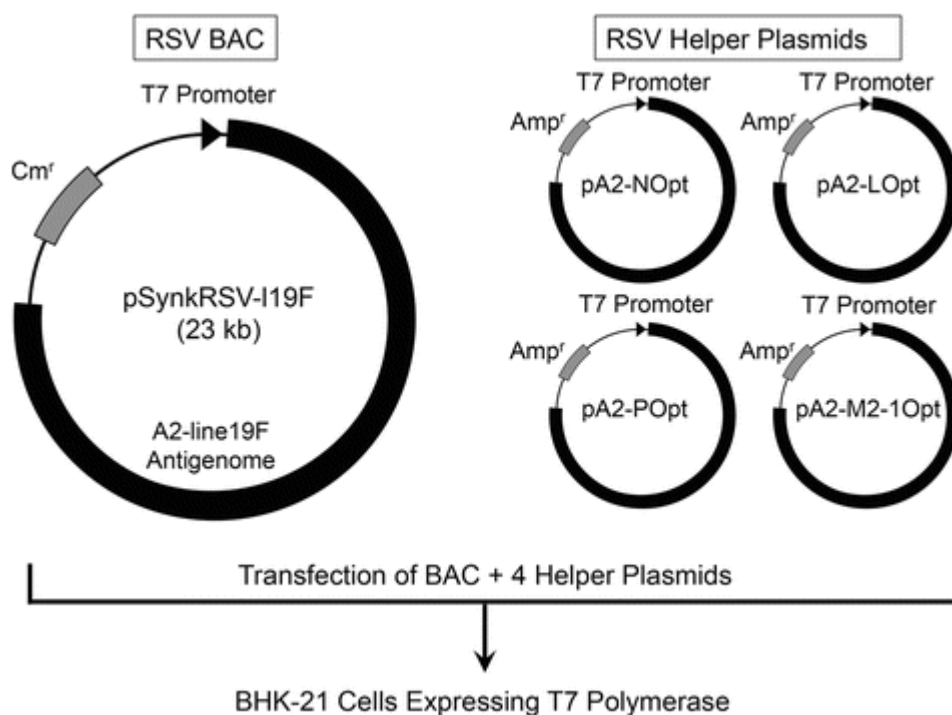 RSV BAC
T7 Promoter
Cmʳ
pSynkRSV-I19F
(23 kb)
A2-line19F
Antigenome
RSV Helper Plasmids
T7 Promoter
Ampʳ
pA2-NOpt
T7 Promoter
Ampʳ
pA2-LOpt
T7 Promoter
Ampʳ
pA2-POpt
T7 Promoter
Ampʳ
pA2-M2-1Opt
Transfection of BAC + 4 Helper Plasmids
BHK-21 Cells Expressing T7 Polymerase